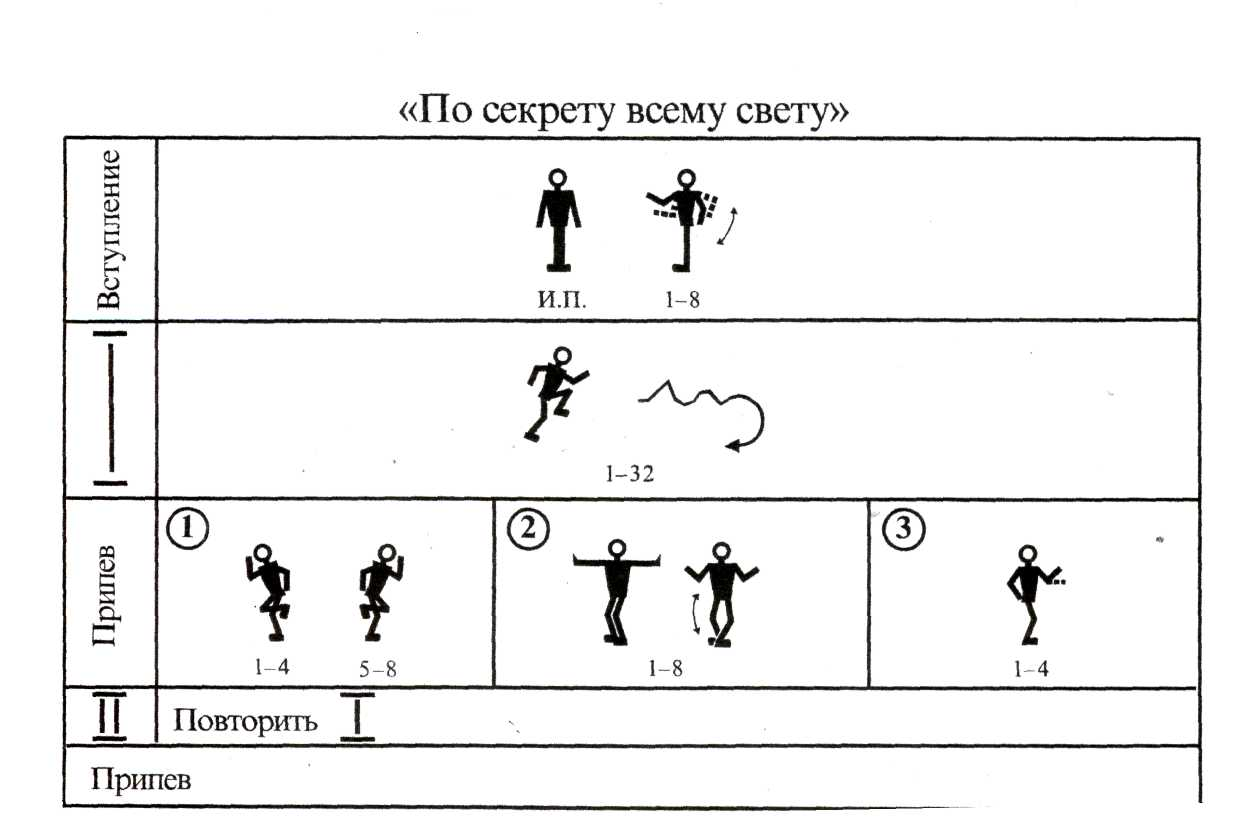 «По секрету всему свету»
Вступление
И.П.
1–8
I
1–32
Припев
1
1–4
5–8
2
1–8
3
1–4
II
Повторить I
Припев